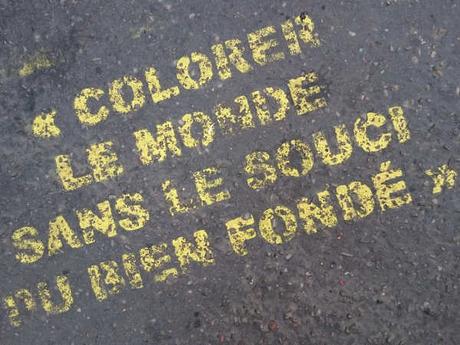 « COLORER
LE MONDE
SANS LE SOUCI
DU BIEN FONDÉ »